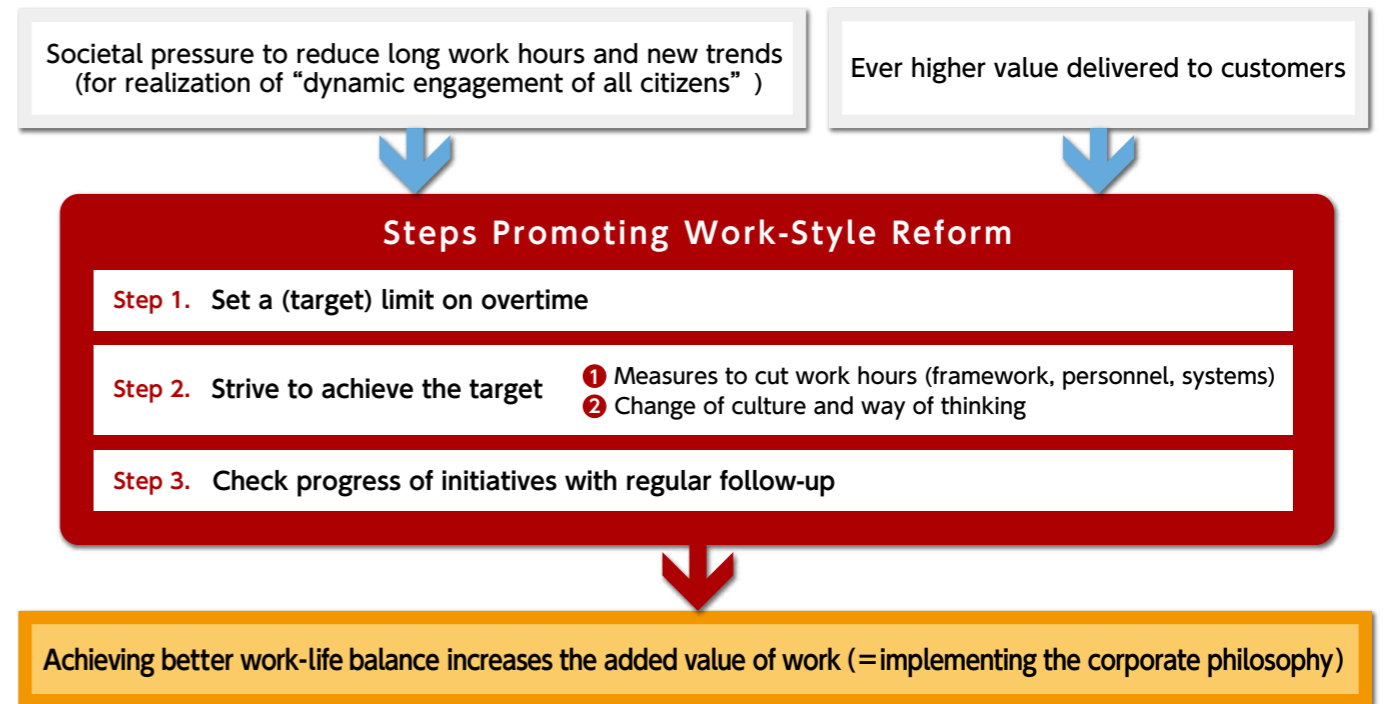 Societal pressure to reduce long work hours and new trends
(for realization of “dynamic engagement of all citizens” )
Ever higher value delivered to customers
Steps Promoting Work-Style Reform
Step 1. Set a (target) limit on overtime
Step 2. Strive to achieve the target
❶ Measures to cut work hours (framework, personnel, systems)
❷ Change of culture and way of thinking
Step 3. Check progress of initiatives with regular follow-up
Achieving better work-life balance increases the added value of work (=implementing the corporate philosophy)